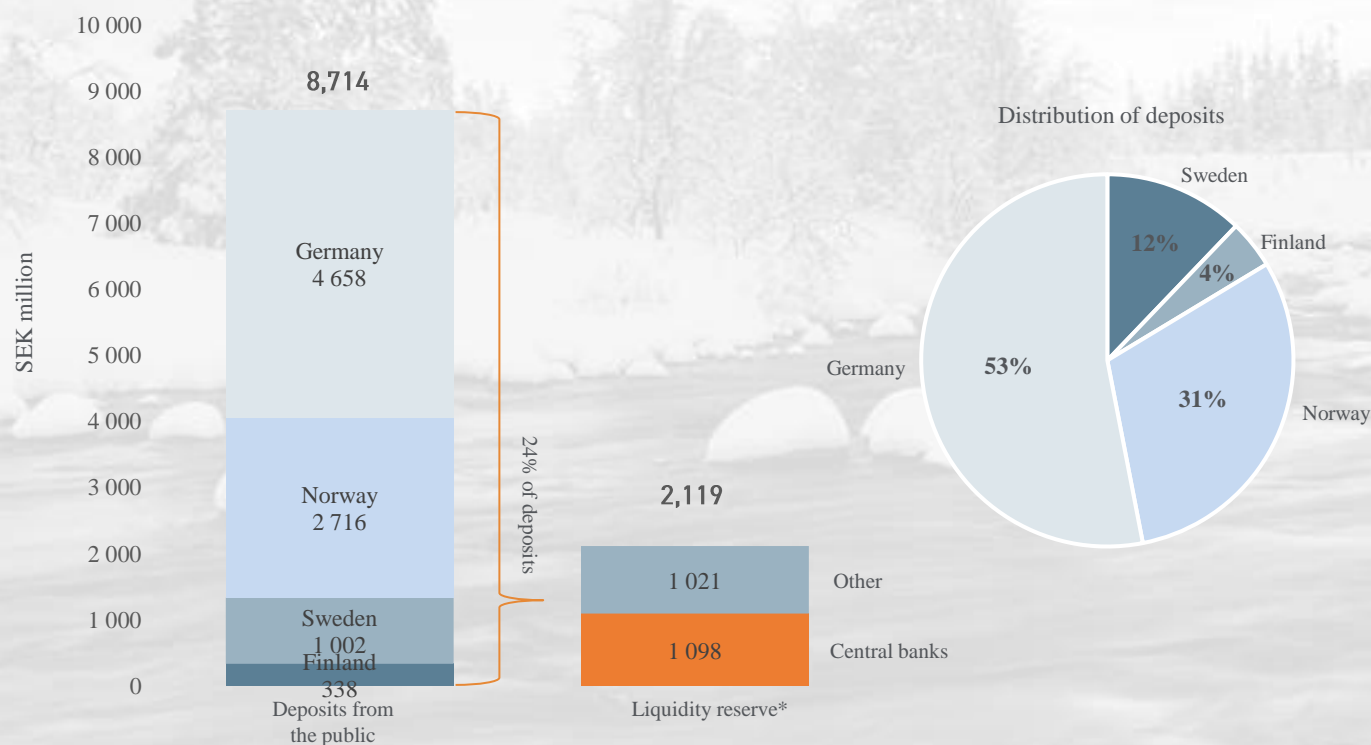 10 000
9 000
8 000
7 000
6 000
5 000
4 000
3 000
2 000
1 000
0
SEK million
8,714
Germany
4 658
Norway
2 716
Sweden
1 002
Finland
338
Deposits from
the public
24% of deposits
2,119
1 021
Other
1 098
Central banks
Liquidity reserve*
Distribution of deposits
Sweden
12%
Finland
4%
Norway
31%
Germany
53%